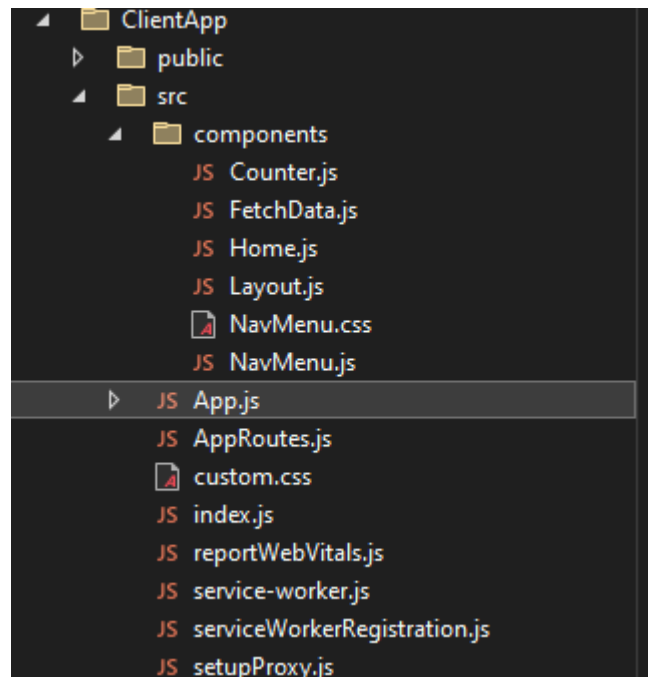 ClientApp
public
src
components
JS Counter.js
JS FetchData.js
JS Home.js
JS Layout.js
NavMenu.css
JS NavMenu.js
JS App.js
JS AppRoutes.js
custom.css
JS index.js
JS reportWebVitals.js
JS service-worker.js
JS serviceWorkerRegistration.js
JS setupProxy.js